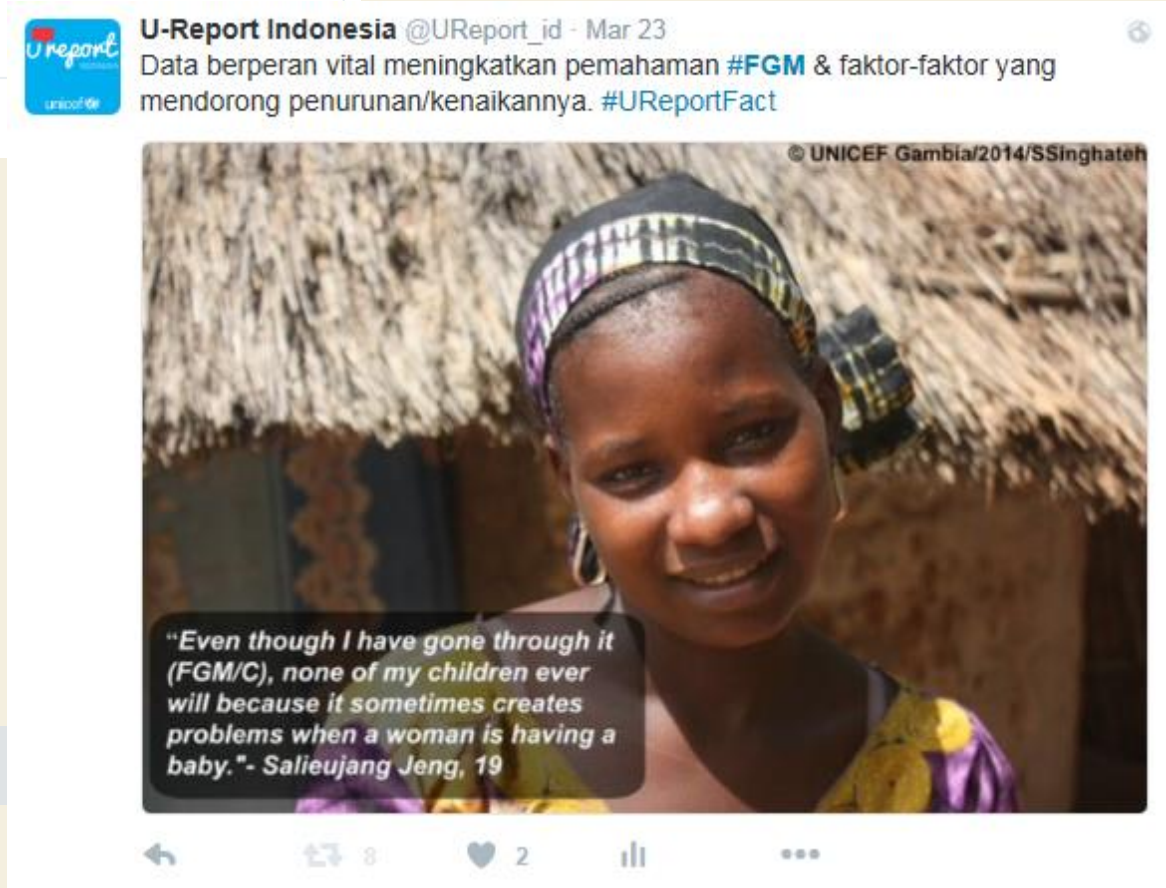 U-Report Indonesia @UReport_id · Mar 23
Data berperan vital meningkatkan pemahaman #FGM & faktor-faktor yang
mendorong penurunan/kenaikannya. #UReportFact
U report
unicef
© UNICEF Gambia/2014/SSinghateh
“Even though I have gone through it
(FGM/C), none of my children ever
will because it sometimes creates
problems when a woman is having a
baby."- Salieujang Jeng, 19
8
2